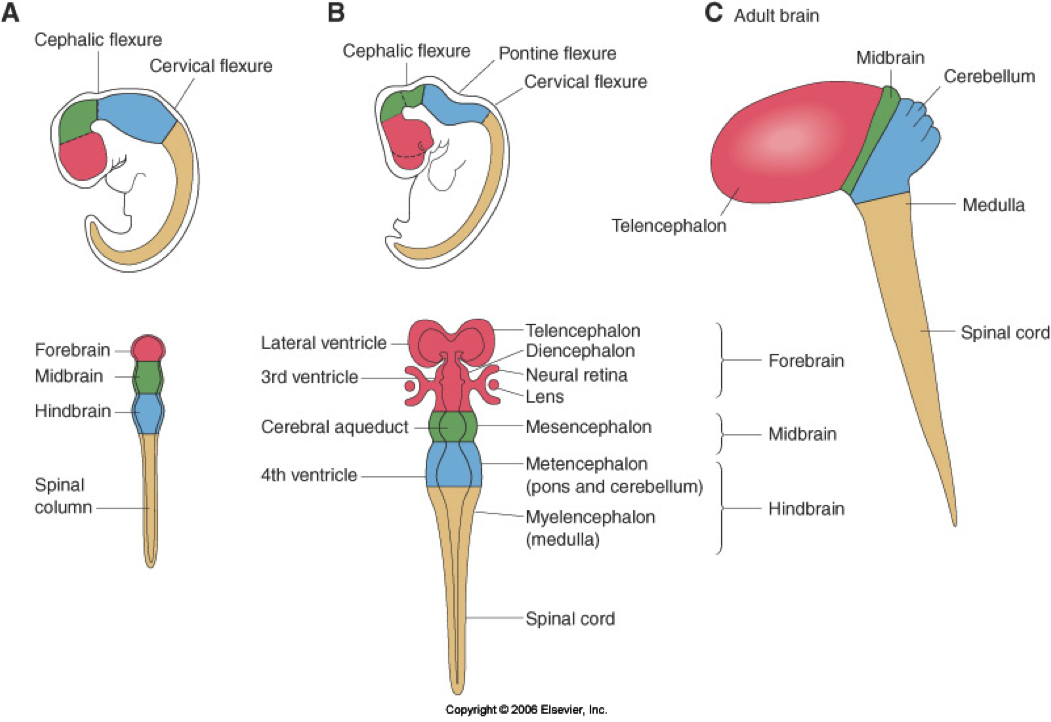 A
Cephalic flexure
Cervical flexure
B
Cephalic flexure
Pontine flexure
Cervical flexure
C Adult brain
Midbrain
Cerebellum
Telencephalon
Medulla
Spinal cord
Forebrain
Midbrain
Hindbrain
Spinal
column
Lateral ventricle
3rd ventricle
Cerebral aqueduct
4th ventricle
Telencephalon
Diencephalon
Neural retina
Lens
Mesencephalon
Metencephalon
(pons and cerebellum)
Myelencephalon
(medulla)
Spinal cord
Forebrain
Midbrain
Hindbrain
Copyright © 2006 Elsevier, Inc.